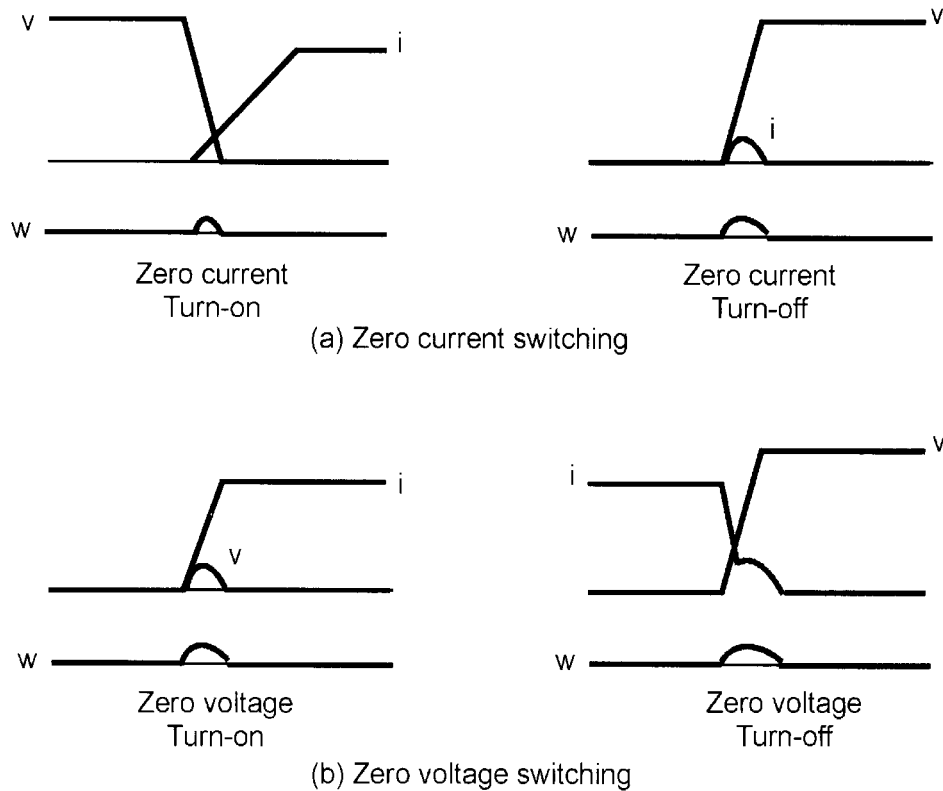 v
i
v
i
w
w
Zero current
Turn-on
Zero current
Turn-off
(a) Zero current switching
i
v
i
v
w
w
Zero voltage
Turn-on
Zero voltage
Turn-off
(b) Zero voltage switching